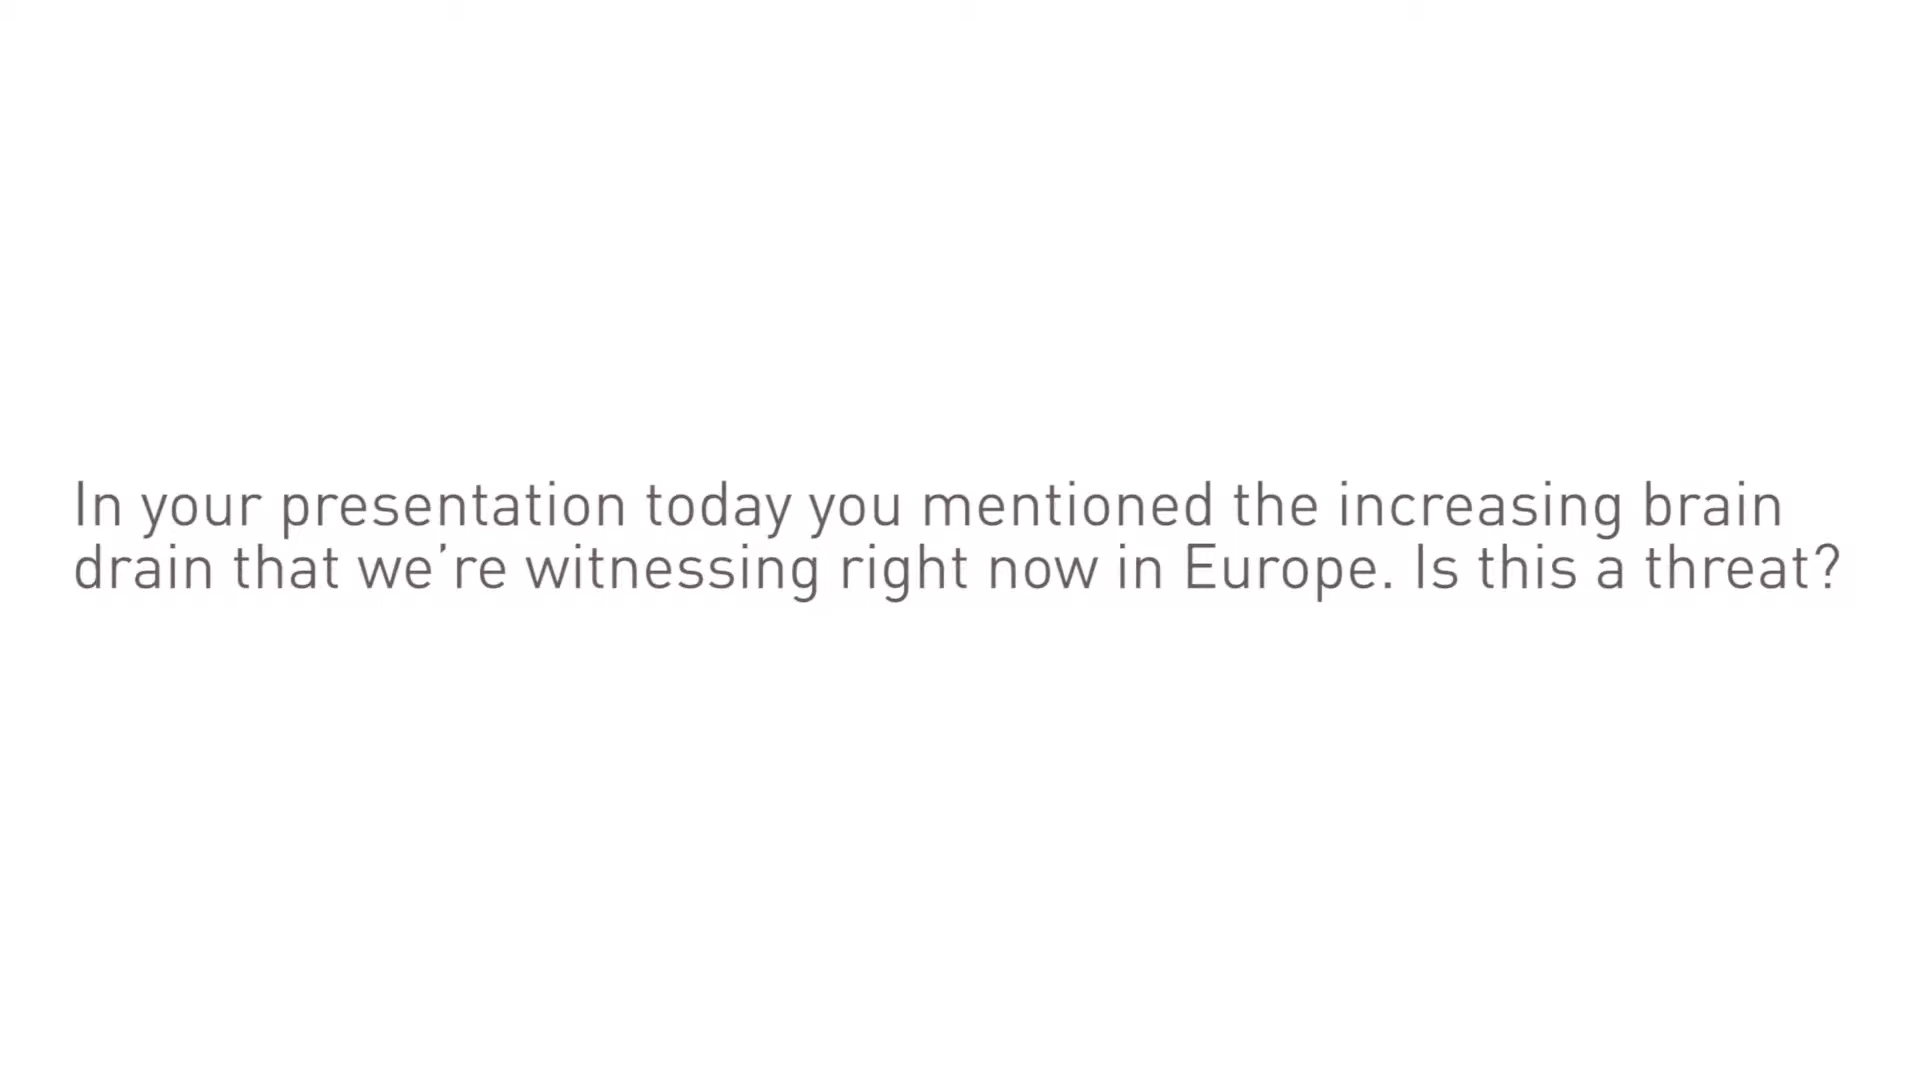 In your presentation today you mentioned the increasing brain
drain that we’re witnessing right now in Europe. Is this a threat?